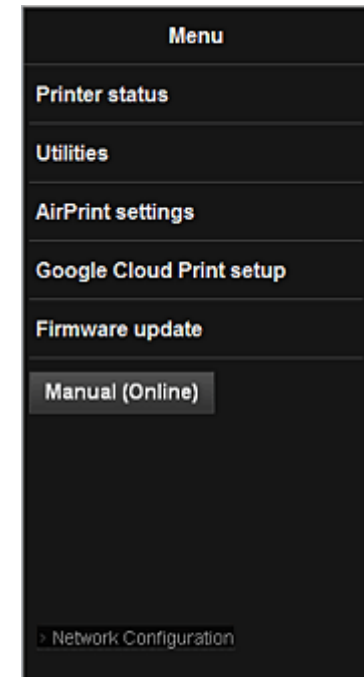 Menu
Printer status
Utilities
AirPrint settings
Google Cloud Print setup
Firmware update
Manual (Online)
› Network Configuration